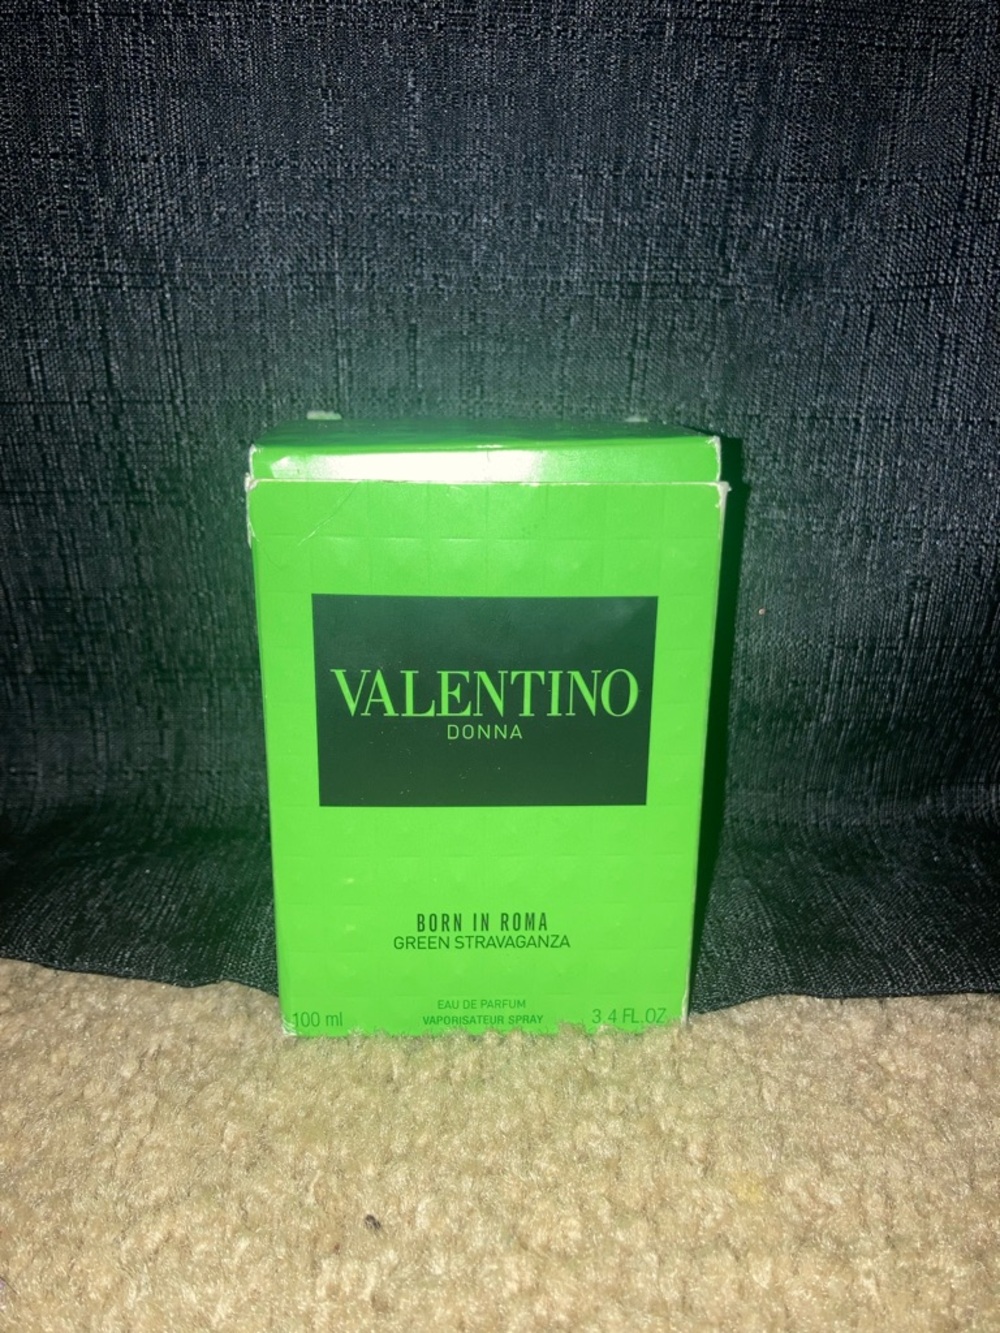 VALENTINO
DONNA
BORN IN ROMA
GREEN STRAVAGANZA
EAU DE PARFUM
100 ml VAPORISATEUR SPRAY 3.4 FL.OZ